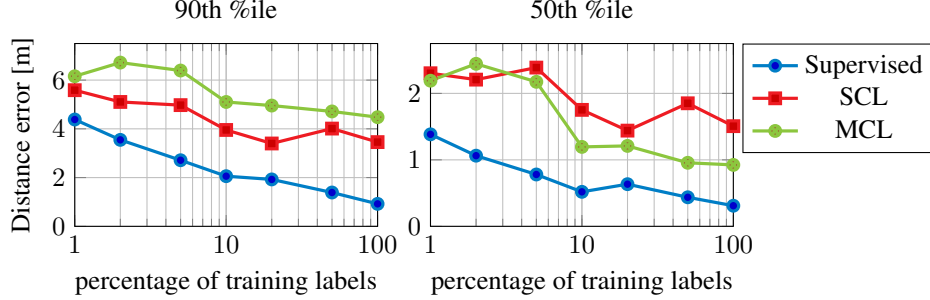 90th %ile
50th %ile
Distance error [m]
6
4
2
0
1
10
100
percentage of training labels
2
1
0
1
10
100
percentage of training labels
Supervised
SCL
MCL